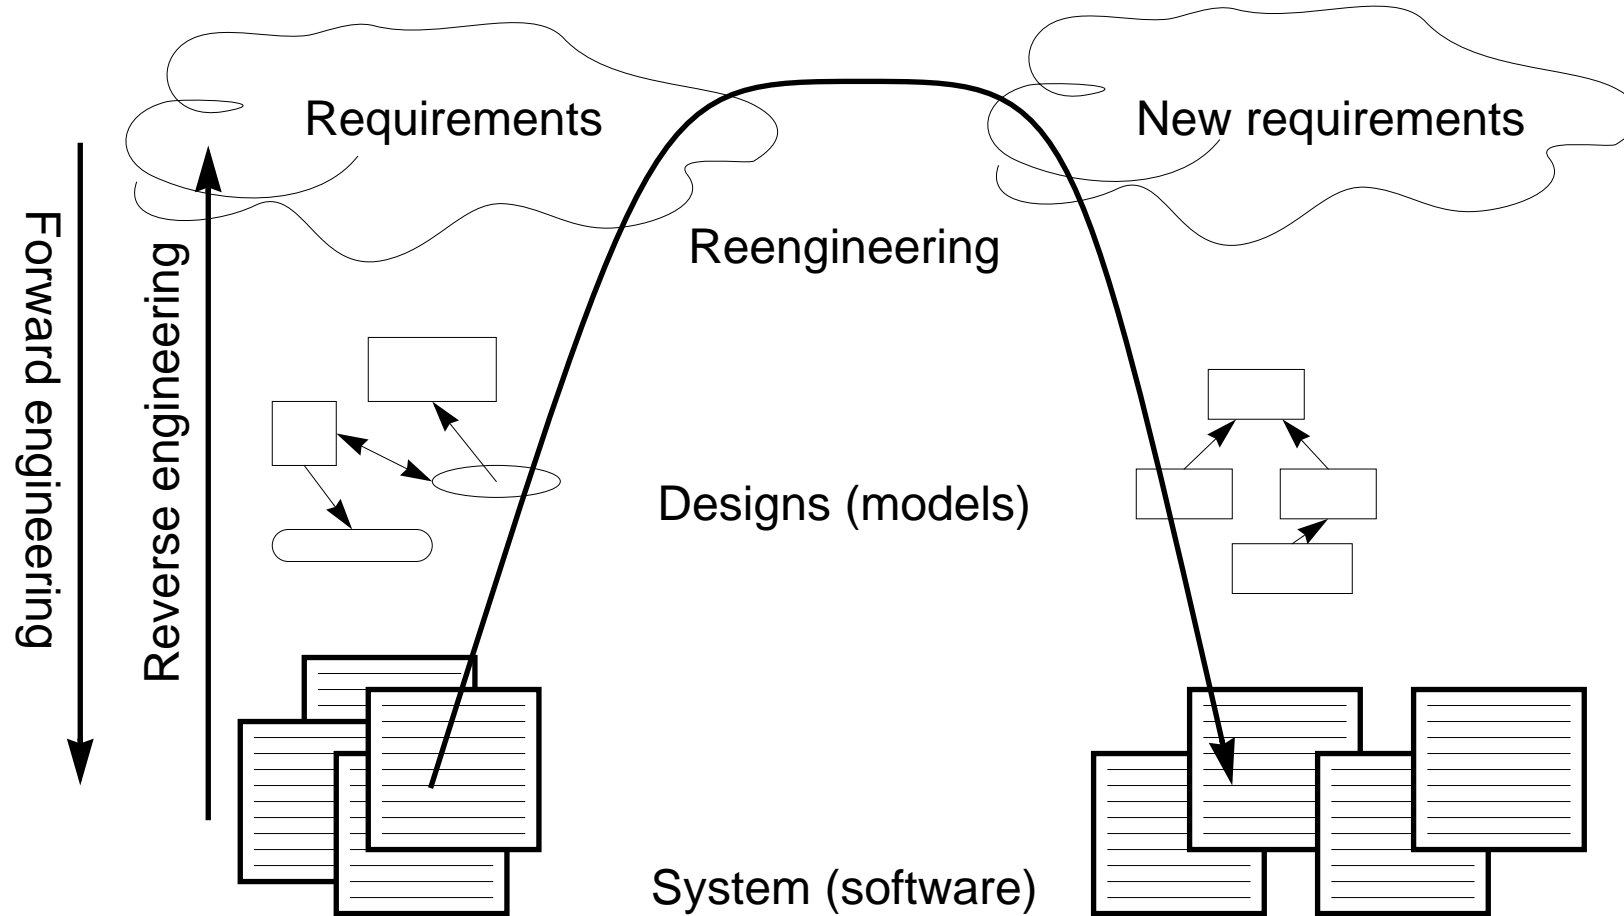 Requirements
New requirements
Forward engineering
Reverse engineering
Reengineering
Designs (models)
System (software)